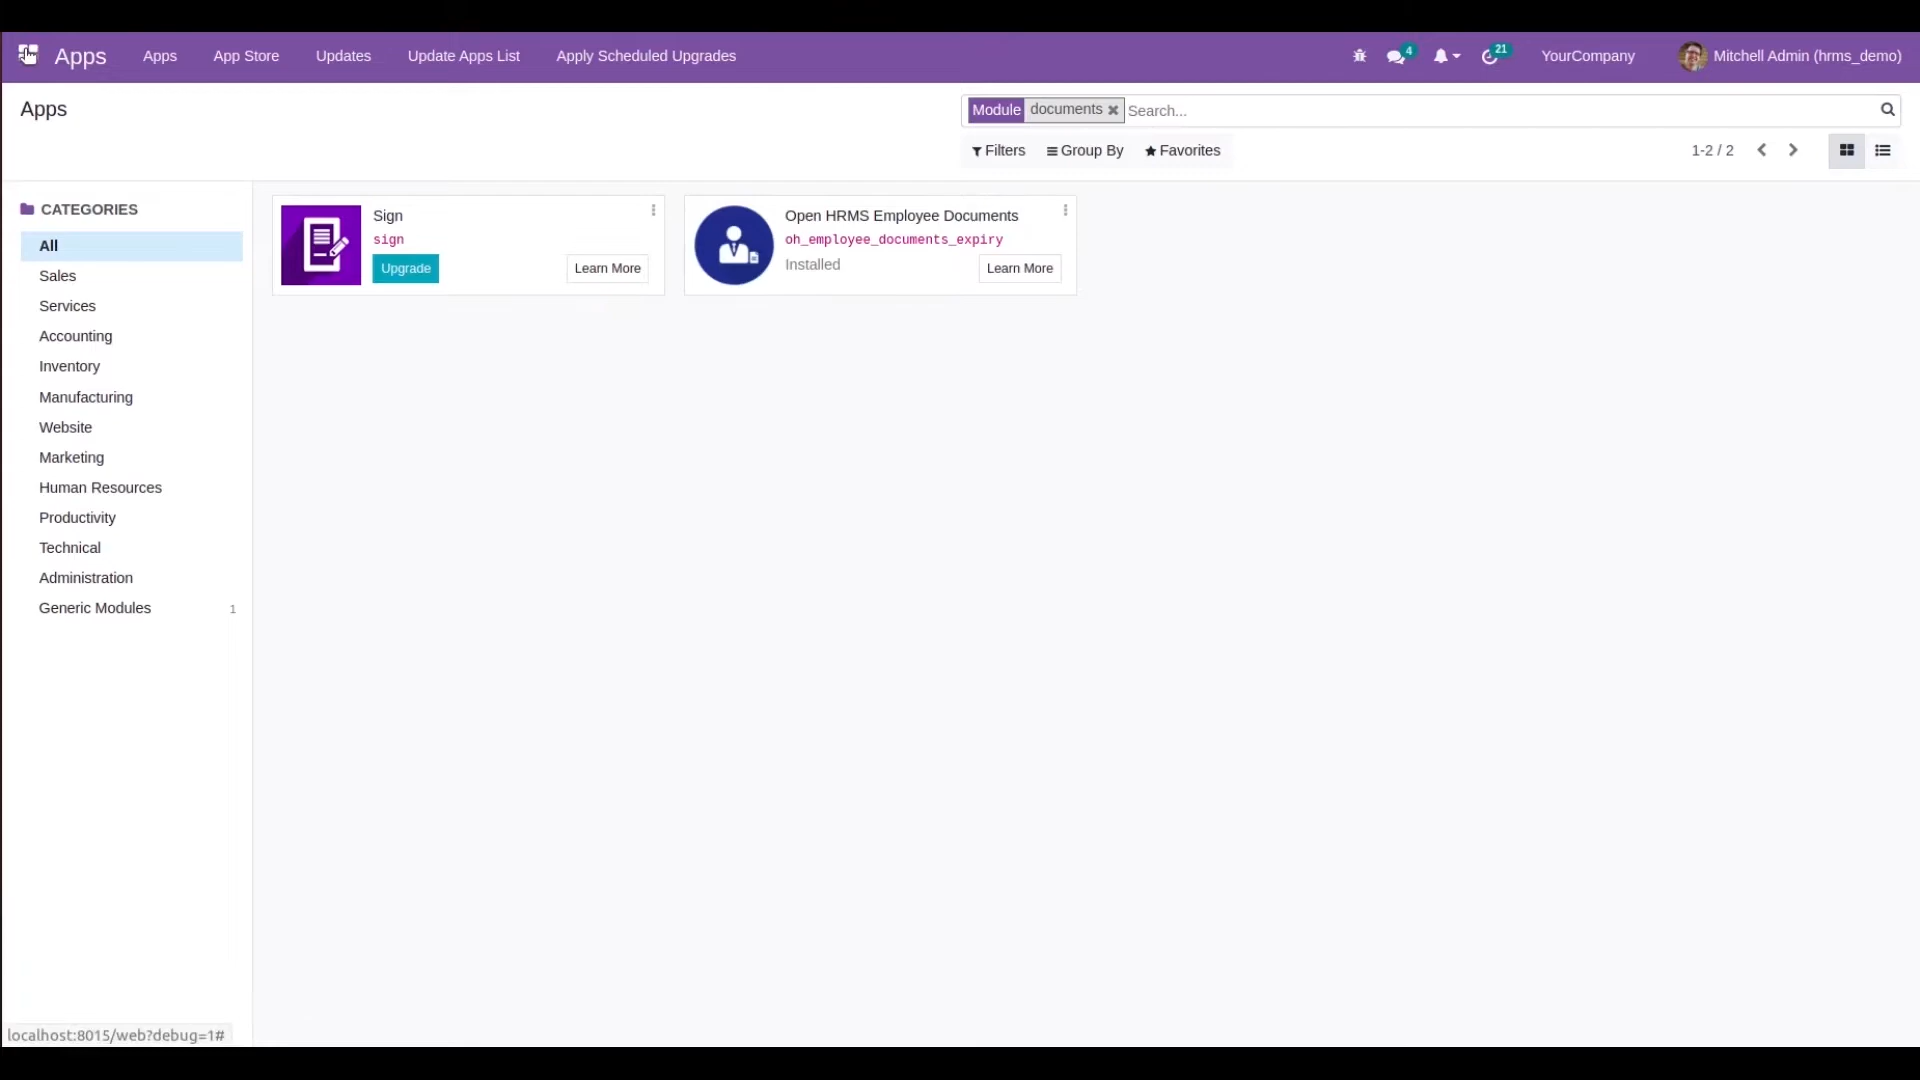 Apps Apps App Store Updates Update Apps List Apply Scheduled Upgrades 4 21 YourCompany Mitchell Admin (hrms_demo)
Apps
Module documents Search...
Filters Group By Favorites 1-2 / 2
CATEGORIES
All
Sales
Services
Accounting
Inventory
Manufacturing
Website
Marketing
Human Resources
Productivity
Technical
Administration
Generic Modules 1
Sign
sign
Upgrade Learn More
Open HRMS Employee Documents
oh_employee_documents_expiry
Installed Learn More
localhost:8015/web?debug=1#